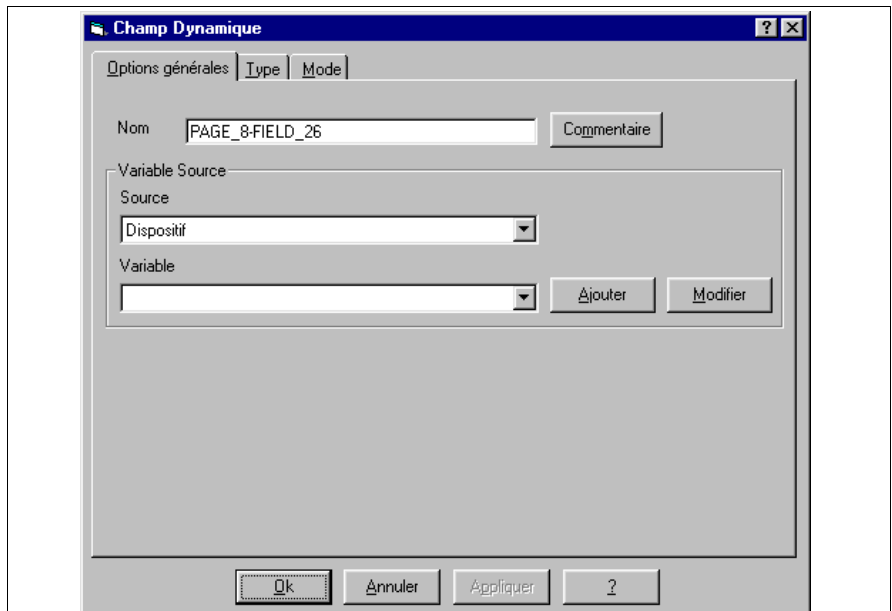 Champ Dynamique
Options générales Type Mode
Nom PAGE_8-FIELD_26 Commentaire
Variable Source
Source
Dispositif
Variable
Ajouter Modifier
Ok Annuler Appliquer ?